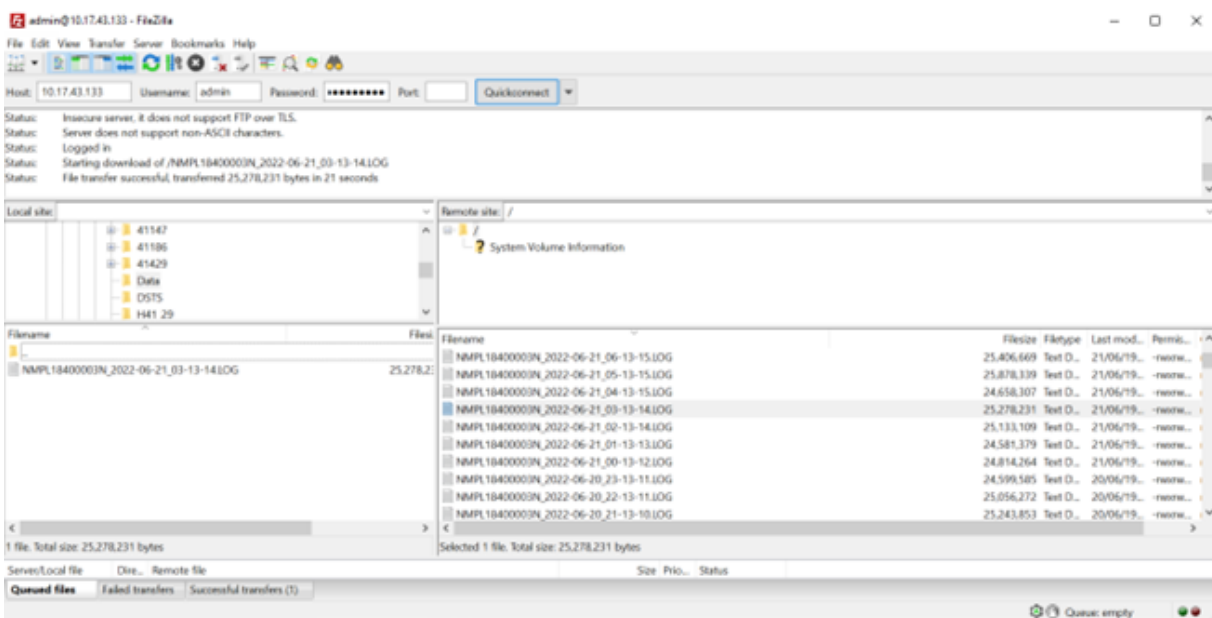 admin@10.17.43.133 - FileZilla
File Edit View Transfer Server Bookmarks Help
Host: 10.17.43.133 Username: admin Password: ••••••••• Port: Quickconnect
Status: Insecure server, it does not support FTP over TLS.
Status: Server does not support non-ASCII characters.
Status: Logged in
Status: Starting download of /NMPL18400003N_2022-06-21_03-13-14.LOG
Status: File transfer successful, transferred 25,278,231 bytes in 21 seconds
Local site: Remote site: /
41147
41186
41429
Data
DSTS
H41 29
/
System Volume Information
Filename Filesi
..
NMPL18400003N_2022-06-21_03-13-14.LOG 25,278,2
Filename Filesize Filetype Last mod... Permis...
NMPL18400003N_2022-06-21_06-13-15.LOG 25,406,669 Text D... 21/06/19...
NMPL18400003N_2022-06-21_05-13-15.LOG 25,878,339 Text D... 21/06/19...
NMPL18400003N_2022-06-21_04-13-15.LOG 24,658,307 Text D... 21/06/19...
NMPL18400003N_2022-06-21_03-13-14.LOG 25,278,231 Text D... 21/06/19...
NMPL18400003N_2022-06-21_02-13-14.LOG 25,133,109 Text D... 21/06/19...
NMPL18400003N_2022-06-21_01-13-13.LOG 24,581,379 Text D... 21/06/19...
NMPL18400003N_2022-06-21_00-13-12.LOG 24,814,264 Text D... 21/06/19...
NMPL18400003N_2022-06-20_23-13-11.LOG 24,599,585 Text D... 20/06/19...
NMPL18400003N_2022-06-20_22-13-11.LOG 25,056,272 Text D... 20/06/19...
NMPL18400003N_2022-06-20_21-13-10.LOG 25,243,853 Text D... 20/06/19...
1 file. Total size: 25,278,231 bytes
Selected 1 file. Total size: 25,278,231 bytes
Server/Local file Dire... Remote file Size Prio... Status
Queued files Failed transfers Successful transfers (1)
Queue: empty